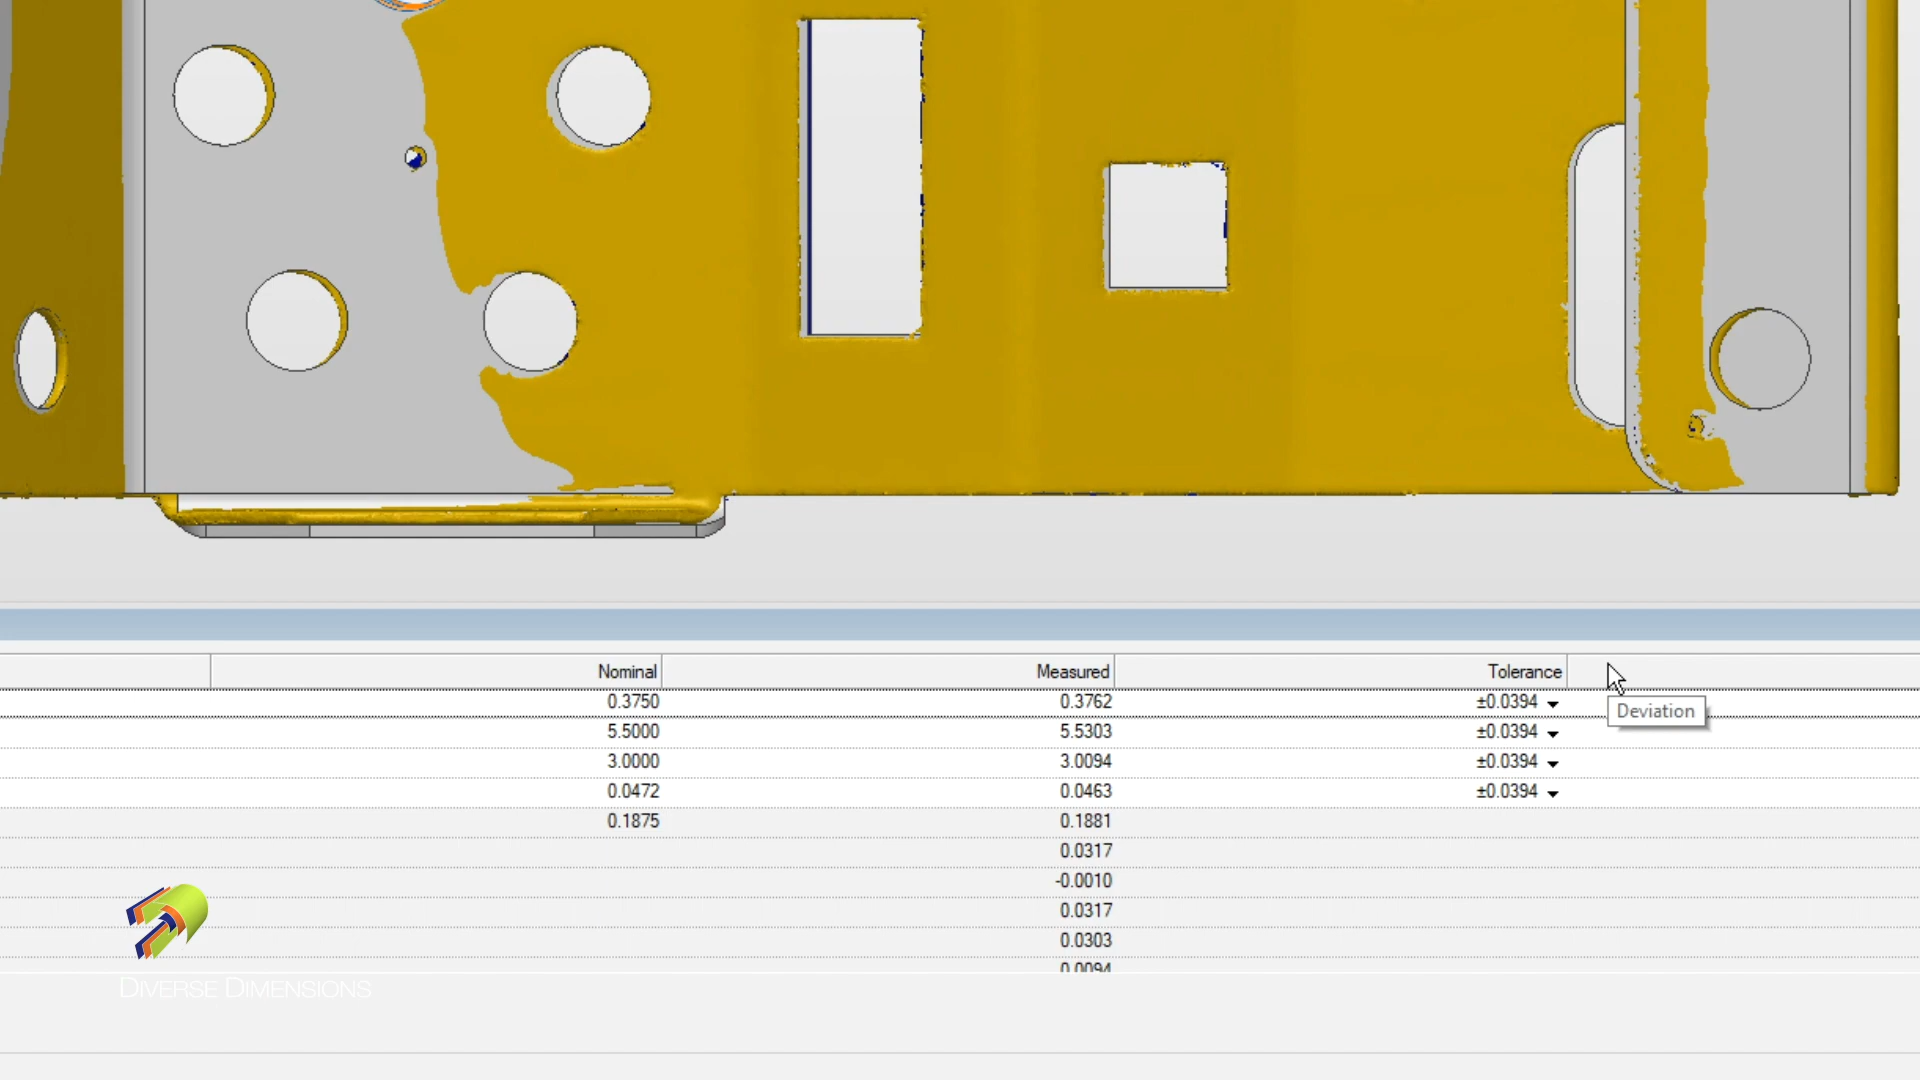 Nominal Measured Tolerance
0.3750 0.3762 ±0.0394
Deviation
5.5000 5.5303 ±0.0394
3.0000 3.0094 ±0.0394
0.0472 0.0463 ±0.0394
0.1875 0.1881
0.0317
-0.0010
0.0317
0.0303
0.0094
DIVERSE DIMENSIONS